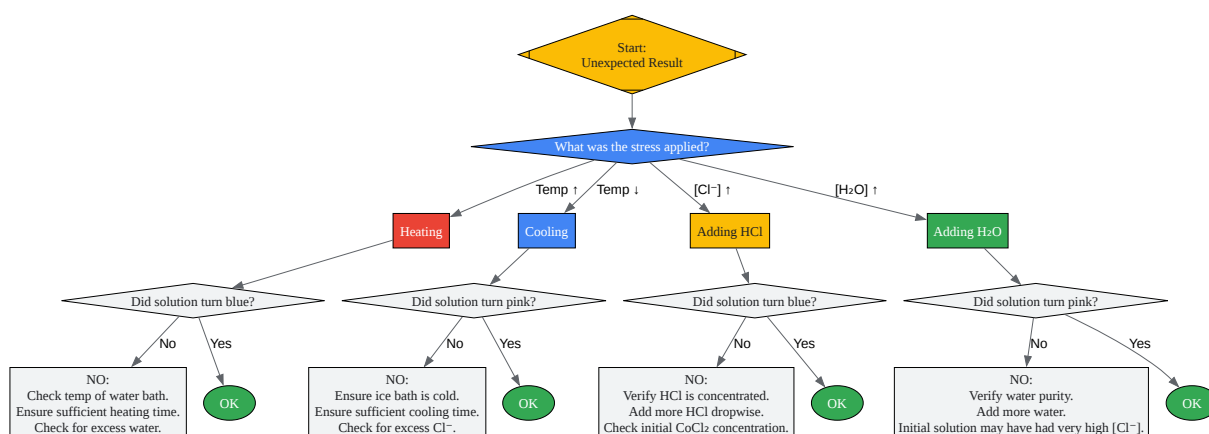 Start:
Unexpected Result
What was the stress applied?
Temp ↑
Temp ↓
[Cl⁻] ↑
[H₂O] ↑
Heating
Cooling
Adding HCl
Adding H₂O
Did solution turn blue?
Did solution turn pink?
Did solution turn blue?
Did solution turn pink?
No
Yes
No
Yes
No
Yes
No
Yes
NO:
Check temp of water bath.
Ensure sufficient heating time.
Check for excess water.
OK
NO:
Ensure ice bath is cold.
Ensure sufficient cooling time.
Check for excess Cl⁻.
OK
NO:
Verify HCl is concentrated.
Add more HCl dropwise.
Check initial CoCl₂ concentration.
OK
NO:
Verify water purity.
Add more water.
Initial solution may have had very high [Cl⁻].
OK